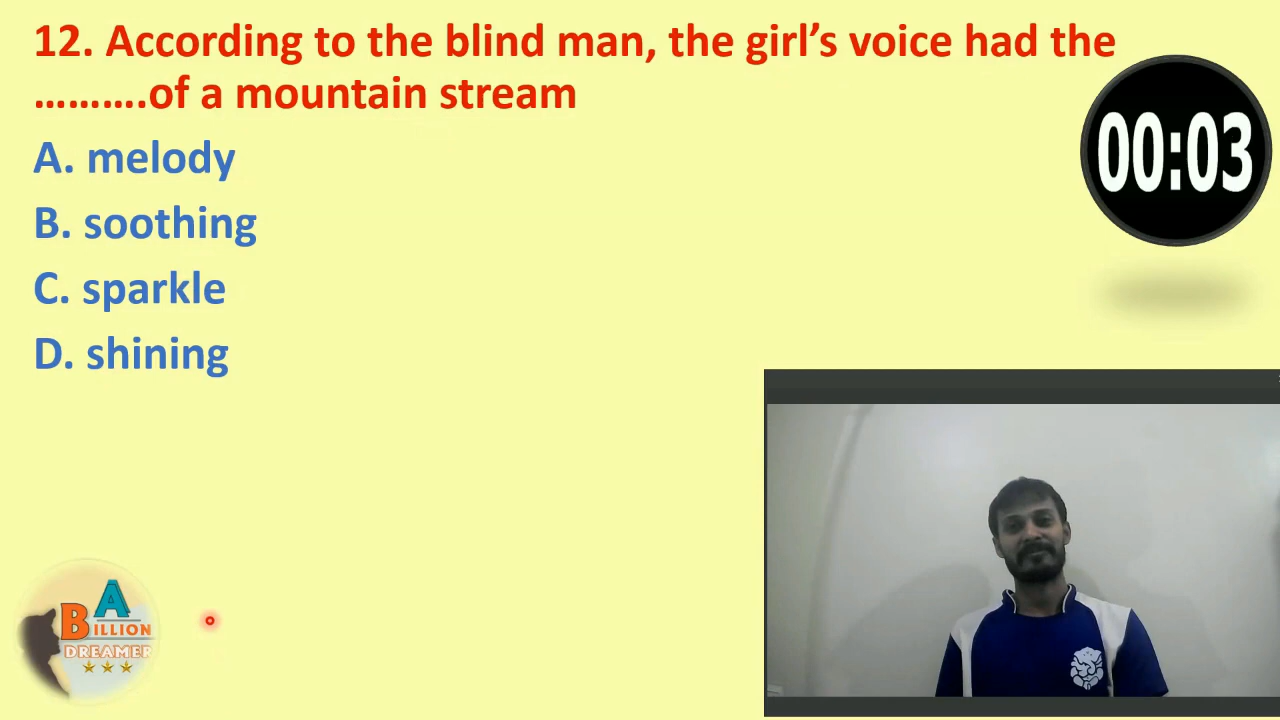 12. According to the blind man, the girl’s voice had the
……….of a mountain stream
A. melody
B. soothing
C. sparkle
D. shining
00:03
A
BILLION
DREAMER